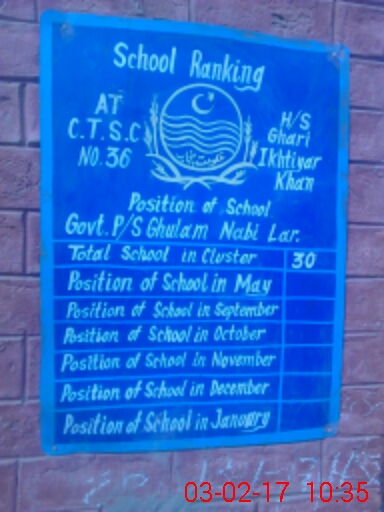 School Ranking
AT
C.T.S.C
NO. 36
H/S
Ghari
Ikhtiyar
Khan
Position of School
Govt. P/S Ghulam Nabi Lar.
Total School in Cluster 30
Position of School in May
Position of School in September
Position of School in October
Position of School in November
Position of School in December
Position of School in January
03-02-17 10:35